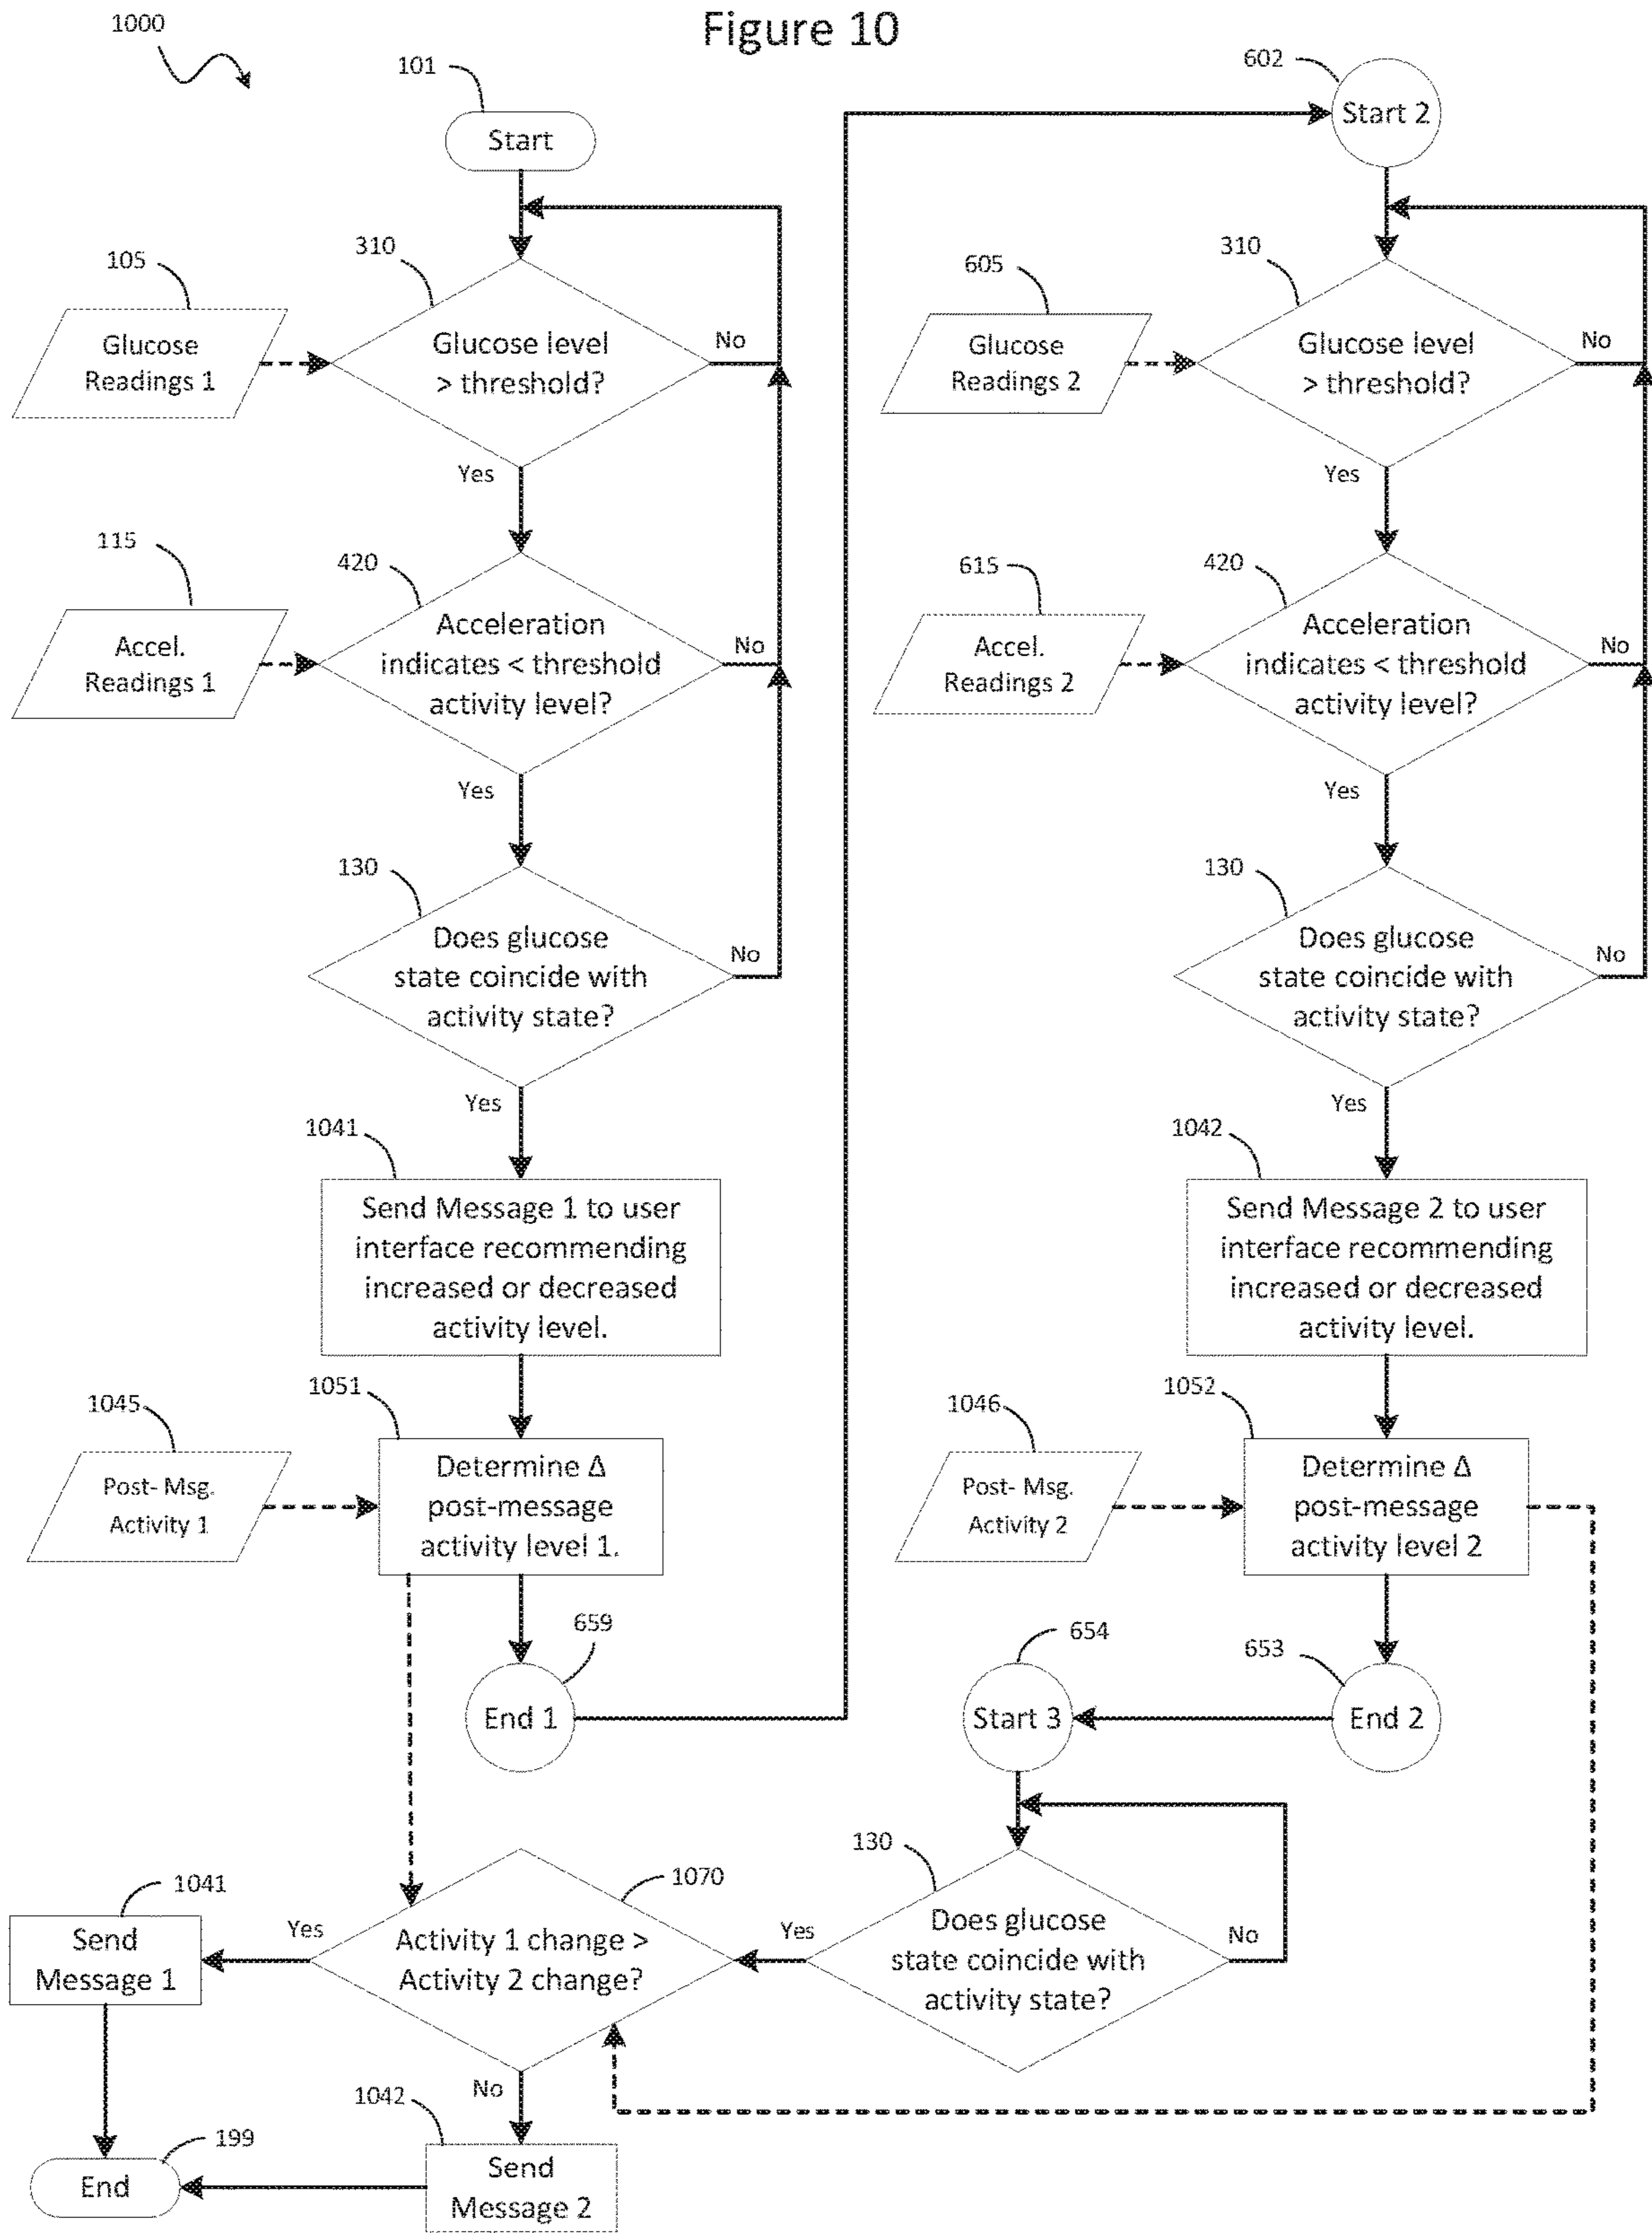 Figure 10
1000
101
Start
602
Start 2
105
Glucose
Readings 1
310
Glucose level
> threshold?
No
Yes
605
Glucose
Readings 2
310
Glucose level
> threshold?
No
Yes
115
Accel.
Readings 1
420
Acceleration
indicates < threshold
activity level?
No
Yes
615
Accel.
Readings 2
420
Acceleration
indicates < threshold
activity level?
No
Yes
130
Does glucose
state coincide with
activity state?
No
Yes
130
Does glucose
state coincide with
activity state?
No
Yes
1041
Send Message 1 to user
interface recommending
increased or decreased
activity level.
1042
Send Message 2 to user
interface recommending
increased or decreased
activity level.
1045
Post- Msg.
Activity 1
1051
Determine Δ
post-message
activity level 1.
1046
Post- Msg.
Activity 2
1052
Determine Δ
post-message
activity level 2
659
End 1
654
Start 3
653
End 2
1041
Send
Message 1
Yes
1070
Activity 1 change >
Activity 2 change?
Yes
130
Does glucose
state coincide with
activity state?
No
No
1042
Send
Message 2
199
End